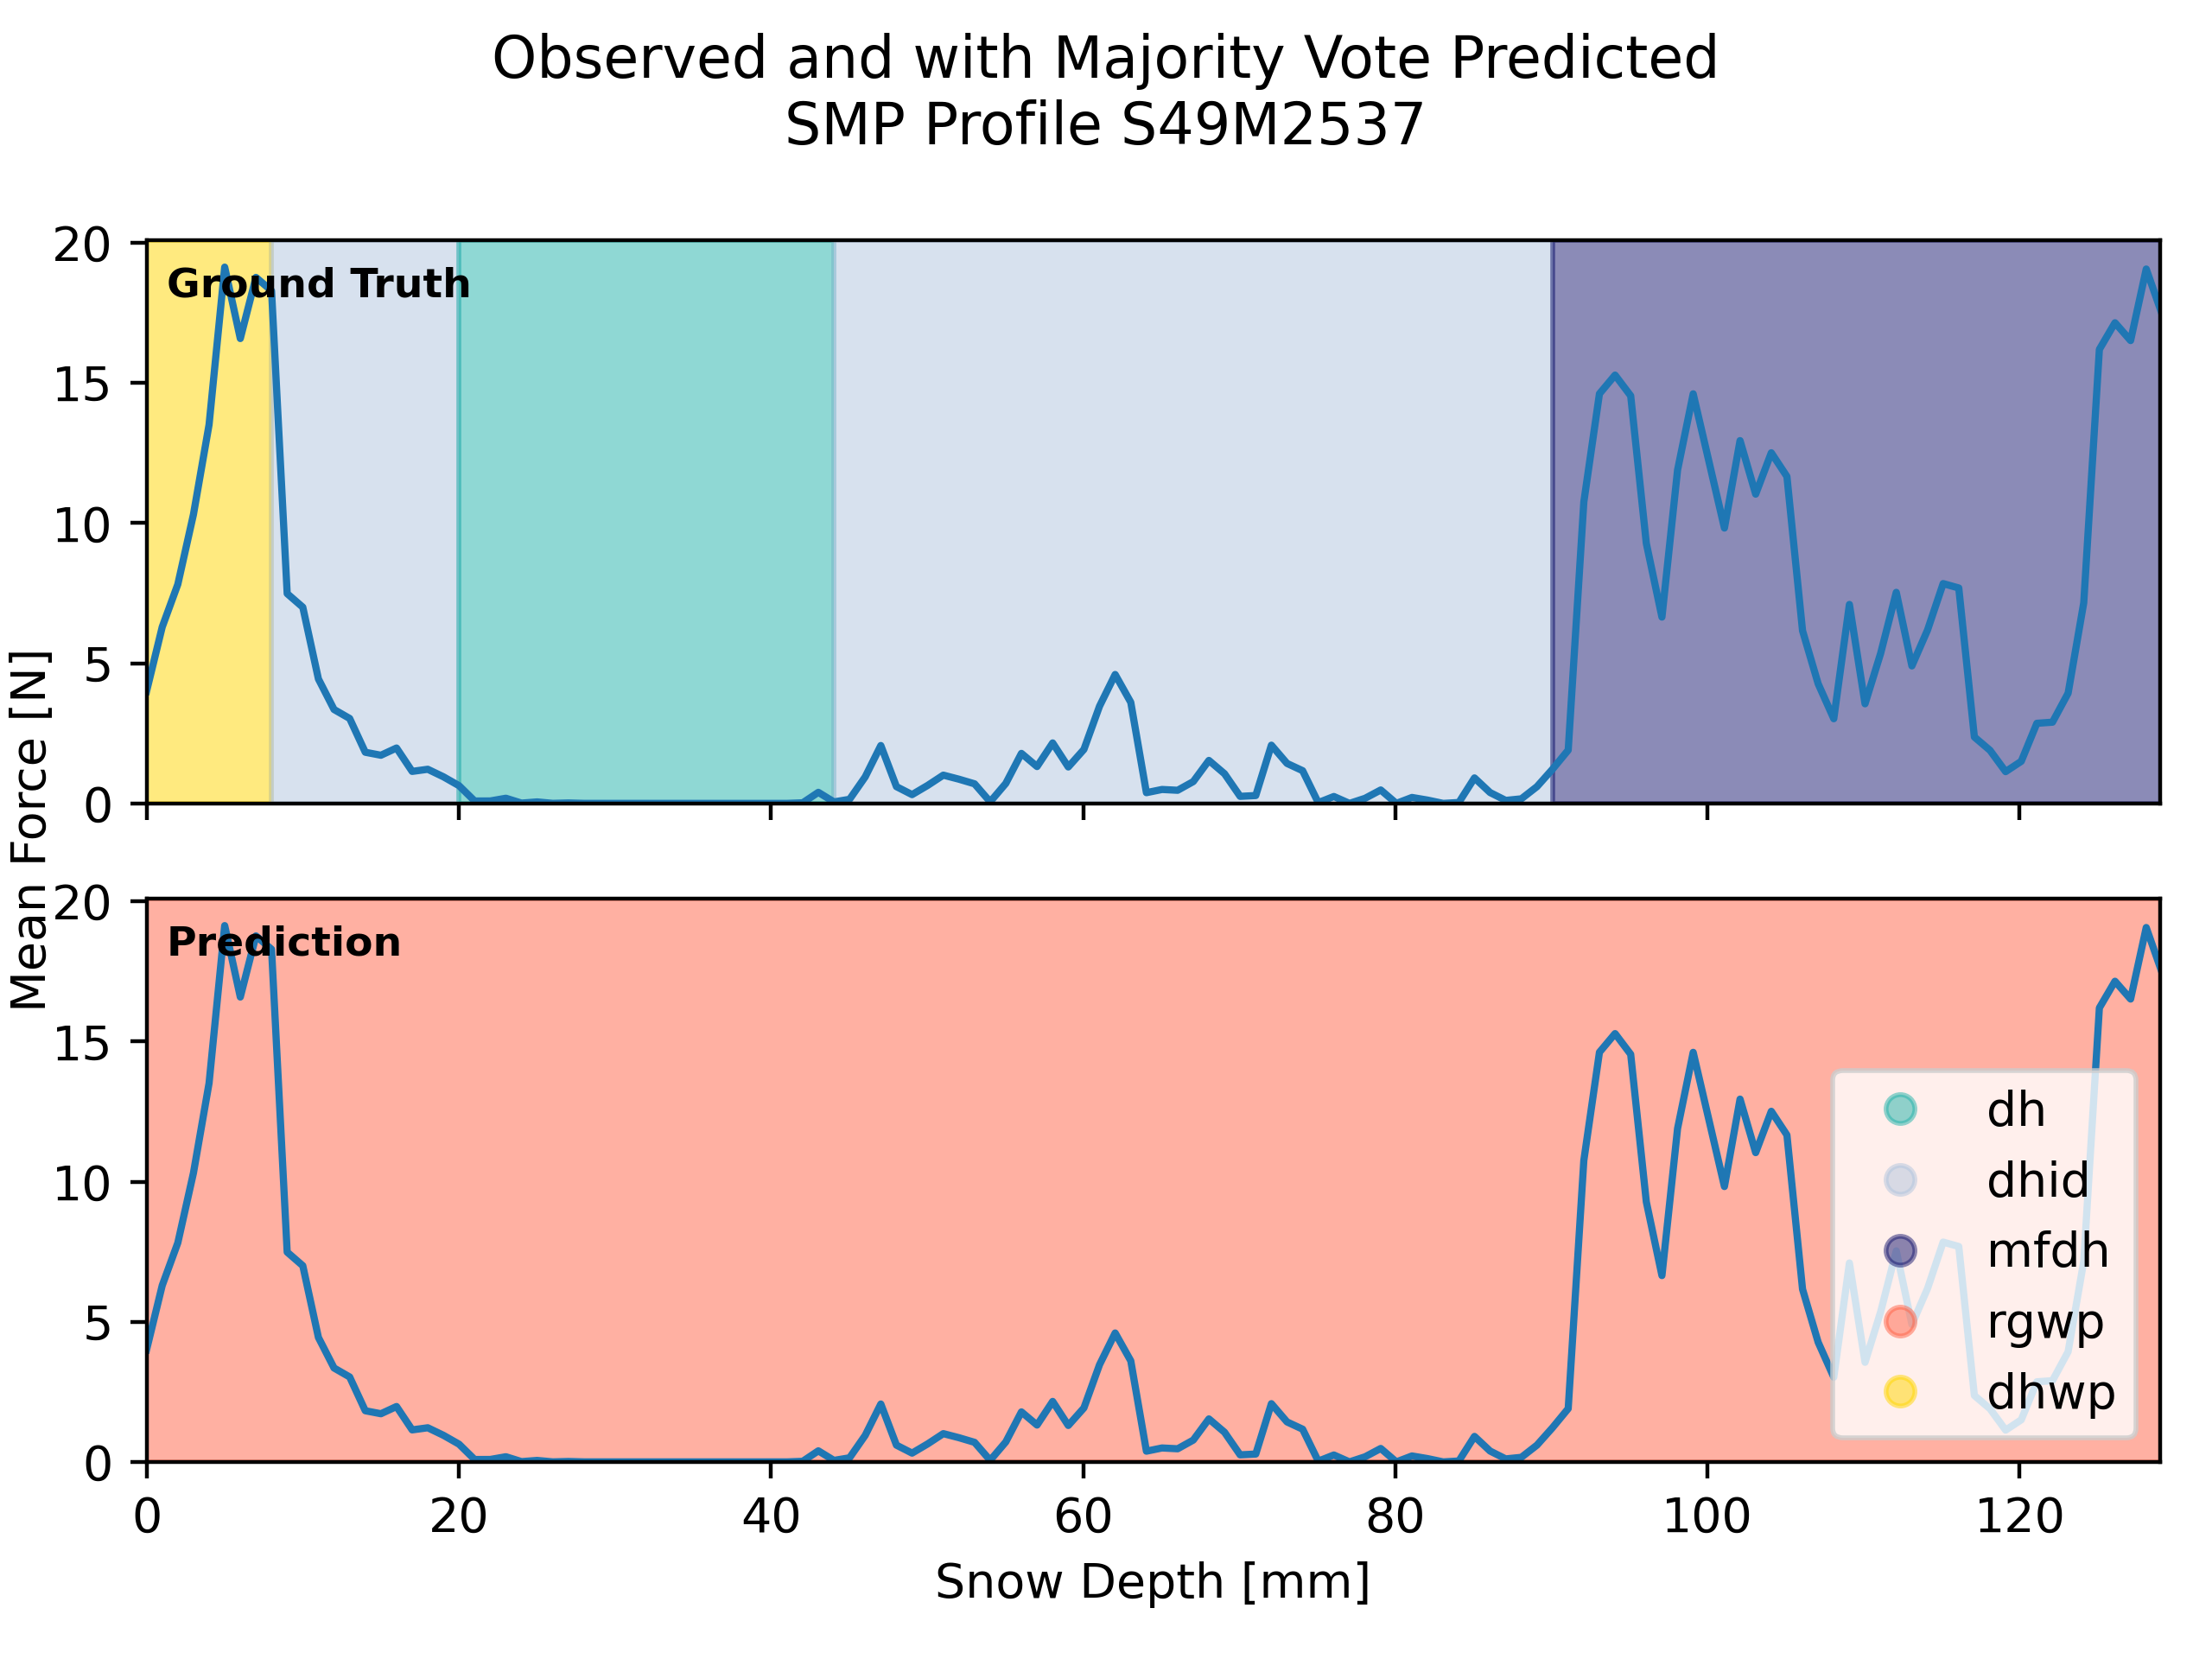 Observed and with Majority Vote Predicted
SMP Profile S49M2537
20
15
10
5
0
Ground Truth
Mean Force [N]
20
15
10
5
0
Prediction
dh
dhid
mfdh
rgwp
dhwp
0 20 40 60 80 100 120
Snow Depth [mm]